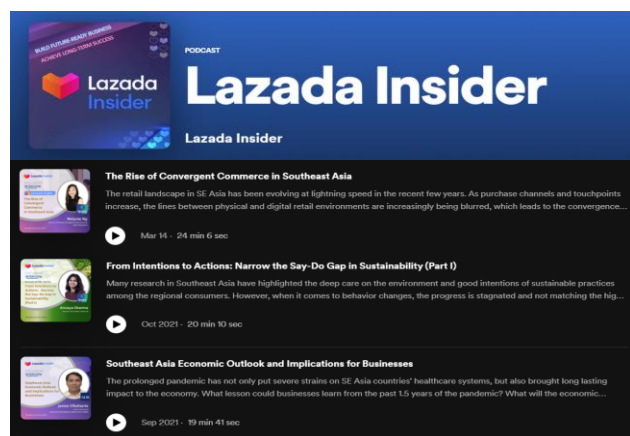 BUILD FUTURE-READY BUSINESS
ACHIEVE LONG-TERM SUCCESS
Lazada
Insider
PODCAST
Lazada Insider
Lazada Insider
The Rise of Convergent Commerce in Southeast Asia
The retail landscape in SE Asia has been evolving at lightning speed in the recent few years. As purchase channels and touchpoints
increase, the lines between physical and digital retail environments are increasingly being blurred, which leads to the convergence...
Mar 14 · 24 min 6 sec
From Intentions to Actions: Narrow the Say-Do Gap in Sustainability (Part I)
Many research in Southeast Asia have highlighted the deep care on the environment and good intentions of sustainable practices
among the regional consumers. However, when it comes to behavior changes, the progress is stagnated and not matching the hig...
Oct 2021 · 20 min 10 sec
Southeast Asia Economic Outlook and Implications for Businesses
The prolonged pandemic has not only put severe strains on SE Asia countries' healthcare systems, but also brought long lasting
impact to the economy. What lesson could businesses learn from the past 1.5 years of the pandemic? What will the economic...
Sep 2021 · 19 min 41 sec